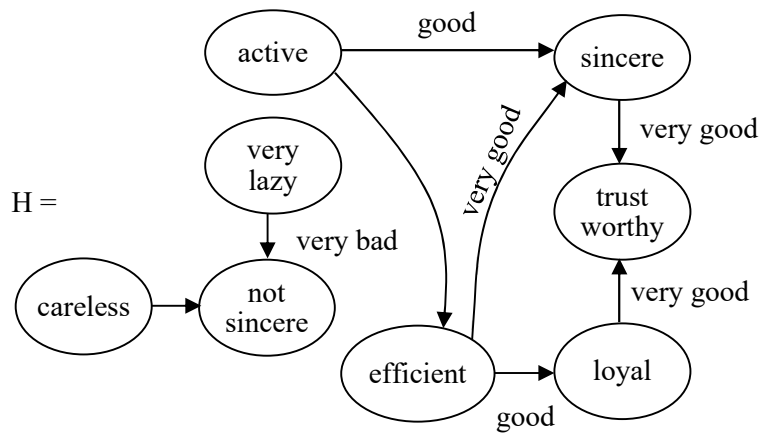 good
active
sincere
very good
very good
very
lazy
trust
worthy
H =
very bad
very good
careless
not
sincere
efficient
loyal
good